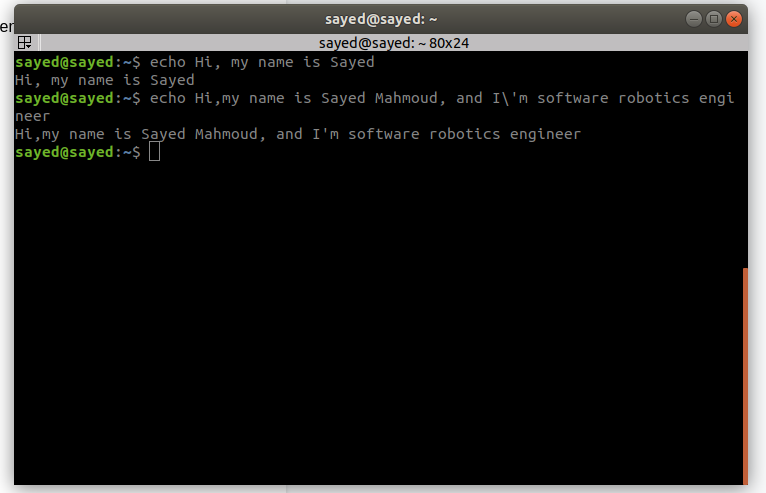 er
sayed@sayed: ~
sayed@sayed: ~ 80x24
sayed@sayed:~$ echo Hi, my name is Sayed
Hi, my name is Sayed
sayed@sayed:~$ echo Hi,my name is Sayed Mahmoud, and I\'m software robotics engi
neer
Hi,my name is Sayed Mahmoud, and I'm software robotics engineer
sayed@sayed:~$